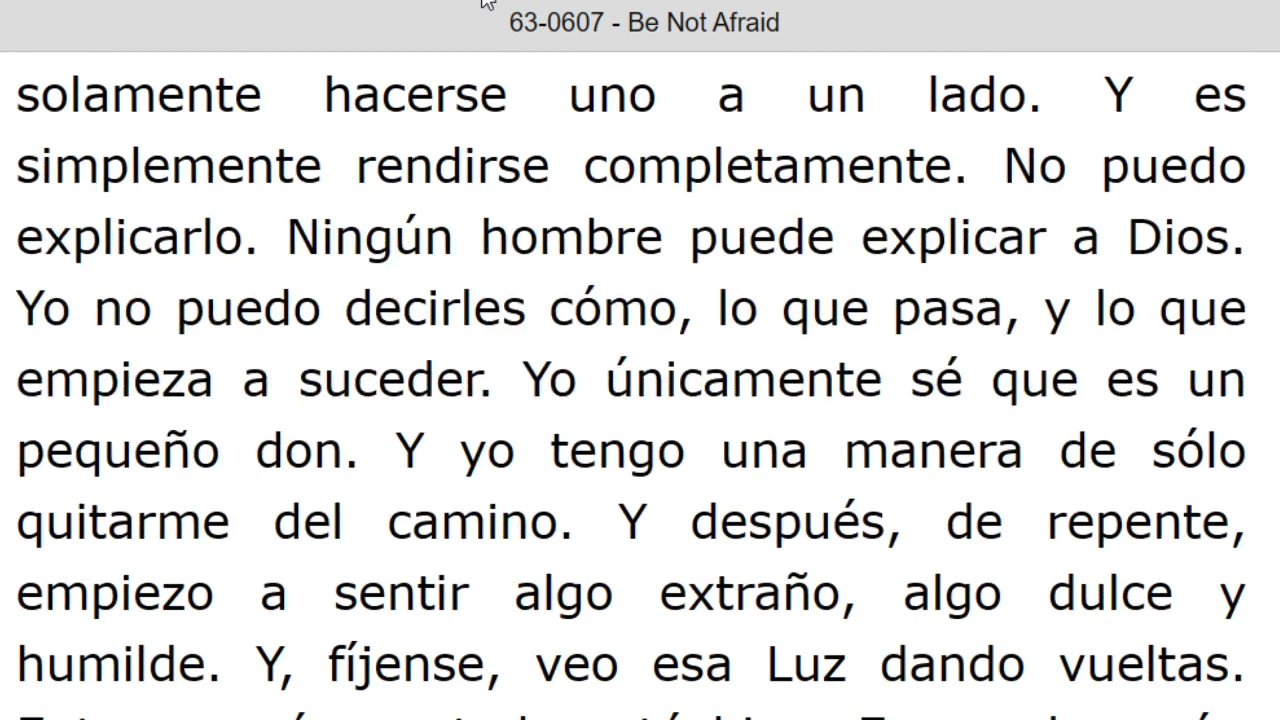 63-0607 - Be Not Afraid
solamente hacerse uno a un lado. Y es
simplemente rendirse completamente. No puedo
explicarlo. Ningún hombre puede explicar a Dios.
Yo no puedo decirles cómo, lo que pasa, y lo que
empieza a suceder. Yo únicamente sé que es un
pequeño don. Y yo tengo una manera de sólo
quitarme del camino. Y después, de repente,
empiezo a sentir algo extraño, algo dulce y
humilde. Y, fíjense, veo esa Luz dando vueltas.